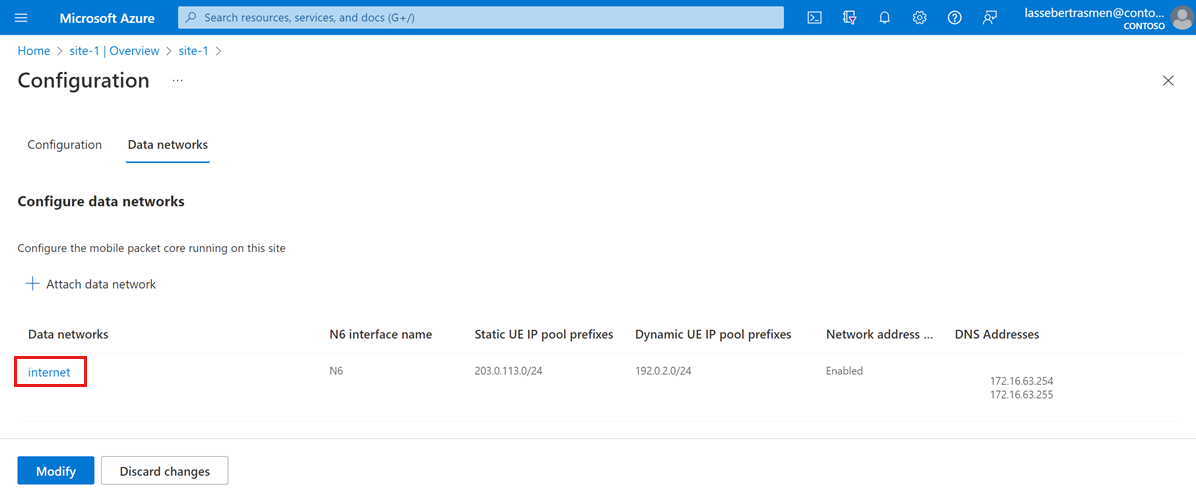 Microsoft Azure
Search resources, services, and docs (G+/)
lassebertrasmen@conto...
CONTOSO
Home > site-1 | Overview > site-1 >
Configuration ...
Configuration Data networks
Configure data networks
Configure the mobile packet core running on this site
+ Attach data network
Data networks N6 interface name Static UE IP pool prefixes Dynamic UE IP pool prefixes Network address ... DNS Addresses
internet N6 203.0.113.0/24 192.0.2.0/24 Enabled
172.16.63.254
172.16.63.255
Modify Discard changes